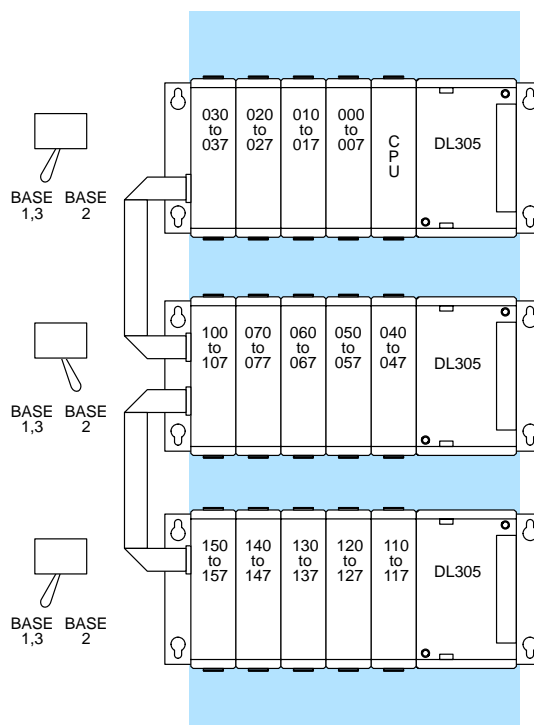 030 to 037
020 to 027
010 to 017
000 to 007
CPU
DL305
BASE 1,3
BASE 2
100 to 107
070 to 077
060 to 067
050 to 057
040 to 047
DL305
BASE 1,3
BASE 2
150 to 157
140 to 147
130 to 137
120 to 127
110 to 117
DL305
BASE 1,3
BASE 2